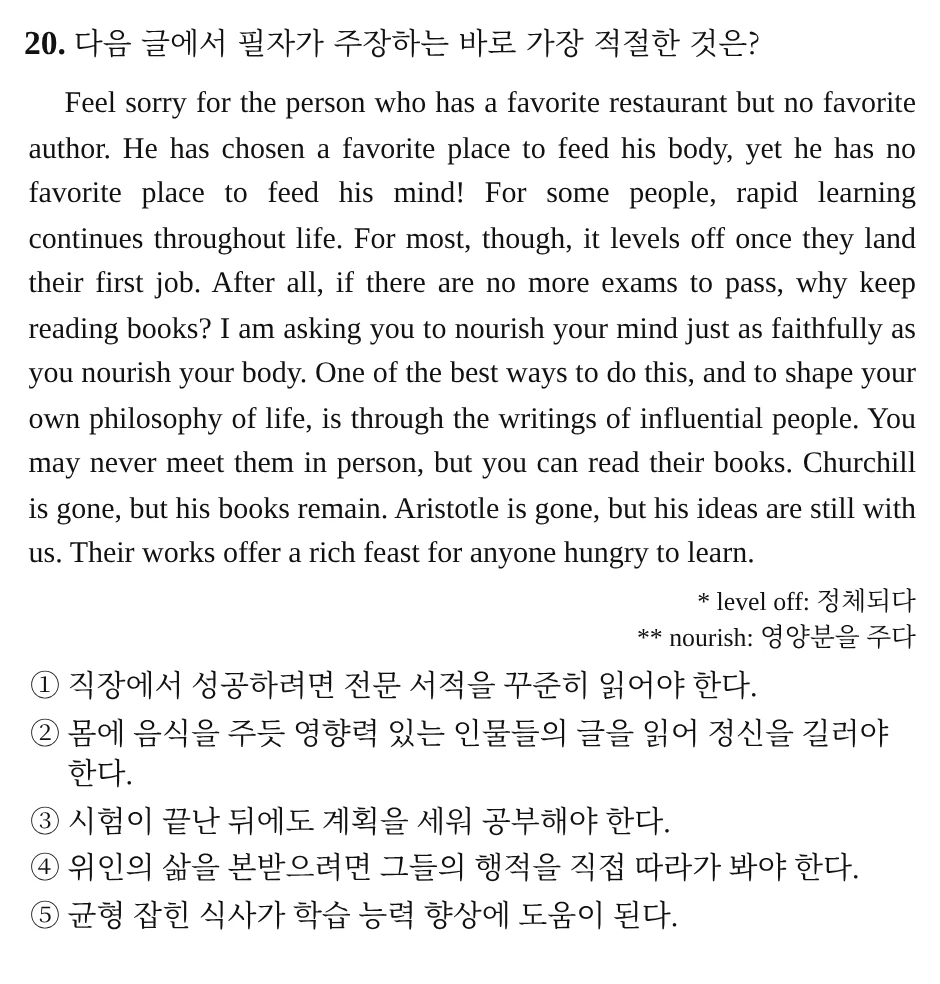 20. 다음 글에서 필자가 주장하는 바로 가장 적절한 것은?
Feel sorry for the person who has a favorite restaurant but no favorite
author. He has chosen a favorite place to feed his body, yet he has no
favorite place to feed his mind! For some people, rapid learning
continues throughout life. For most, though, it levels off once they land
their first job. After all, if there are no more exams to pass, why keep
reading books? I am asking you to nourish your mind just as faithfully as
you nourish your body. One of the best ways to do this, and to shape your
own philosophy of life, is through the writings of influential people. You
may never meet them in person, but you can read their books. Churchill
is gone, but his books remain. Aristotle is gone, but his ideas are still with
us. Their works offer a rich feast for anyone hungry to learn.
* level off: 정체되다
** nourish: 영양분을 주다
① 직장에서 성공하려면 전문 서적을 꾸준히 읽어야 한다.
② 몸에 음식을 주듯 영향력 있는 인물들의 글을 읽어 정신을 길러야
한다.
③ 시험이 끝난 뒤에도 계획을 세워 공부해야 한다.
④ 위인의 삶을 본받으려면 그들의 행적을 직접 따라가 봐야 한다.
⑤ 균형 잡힌 식사가 학습 능력 향상에 도움이 된다.